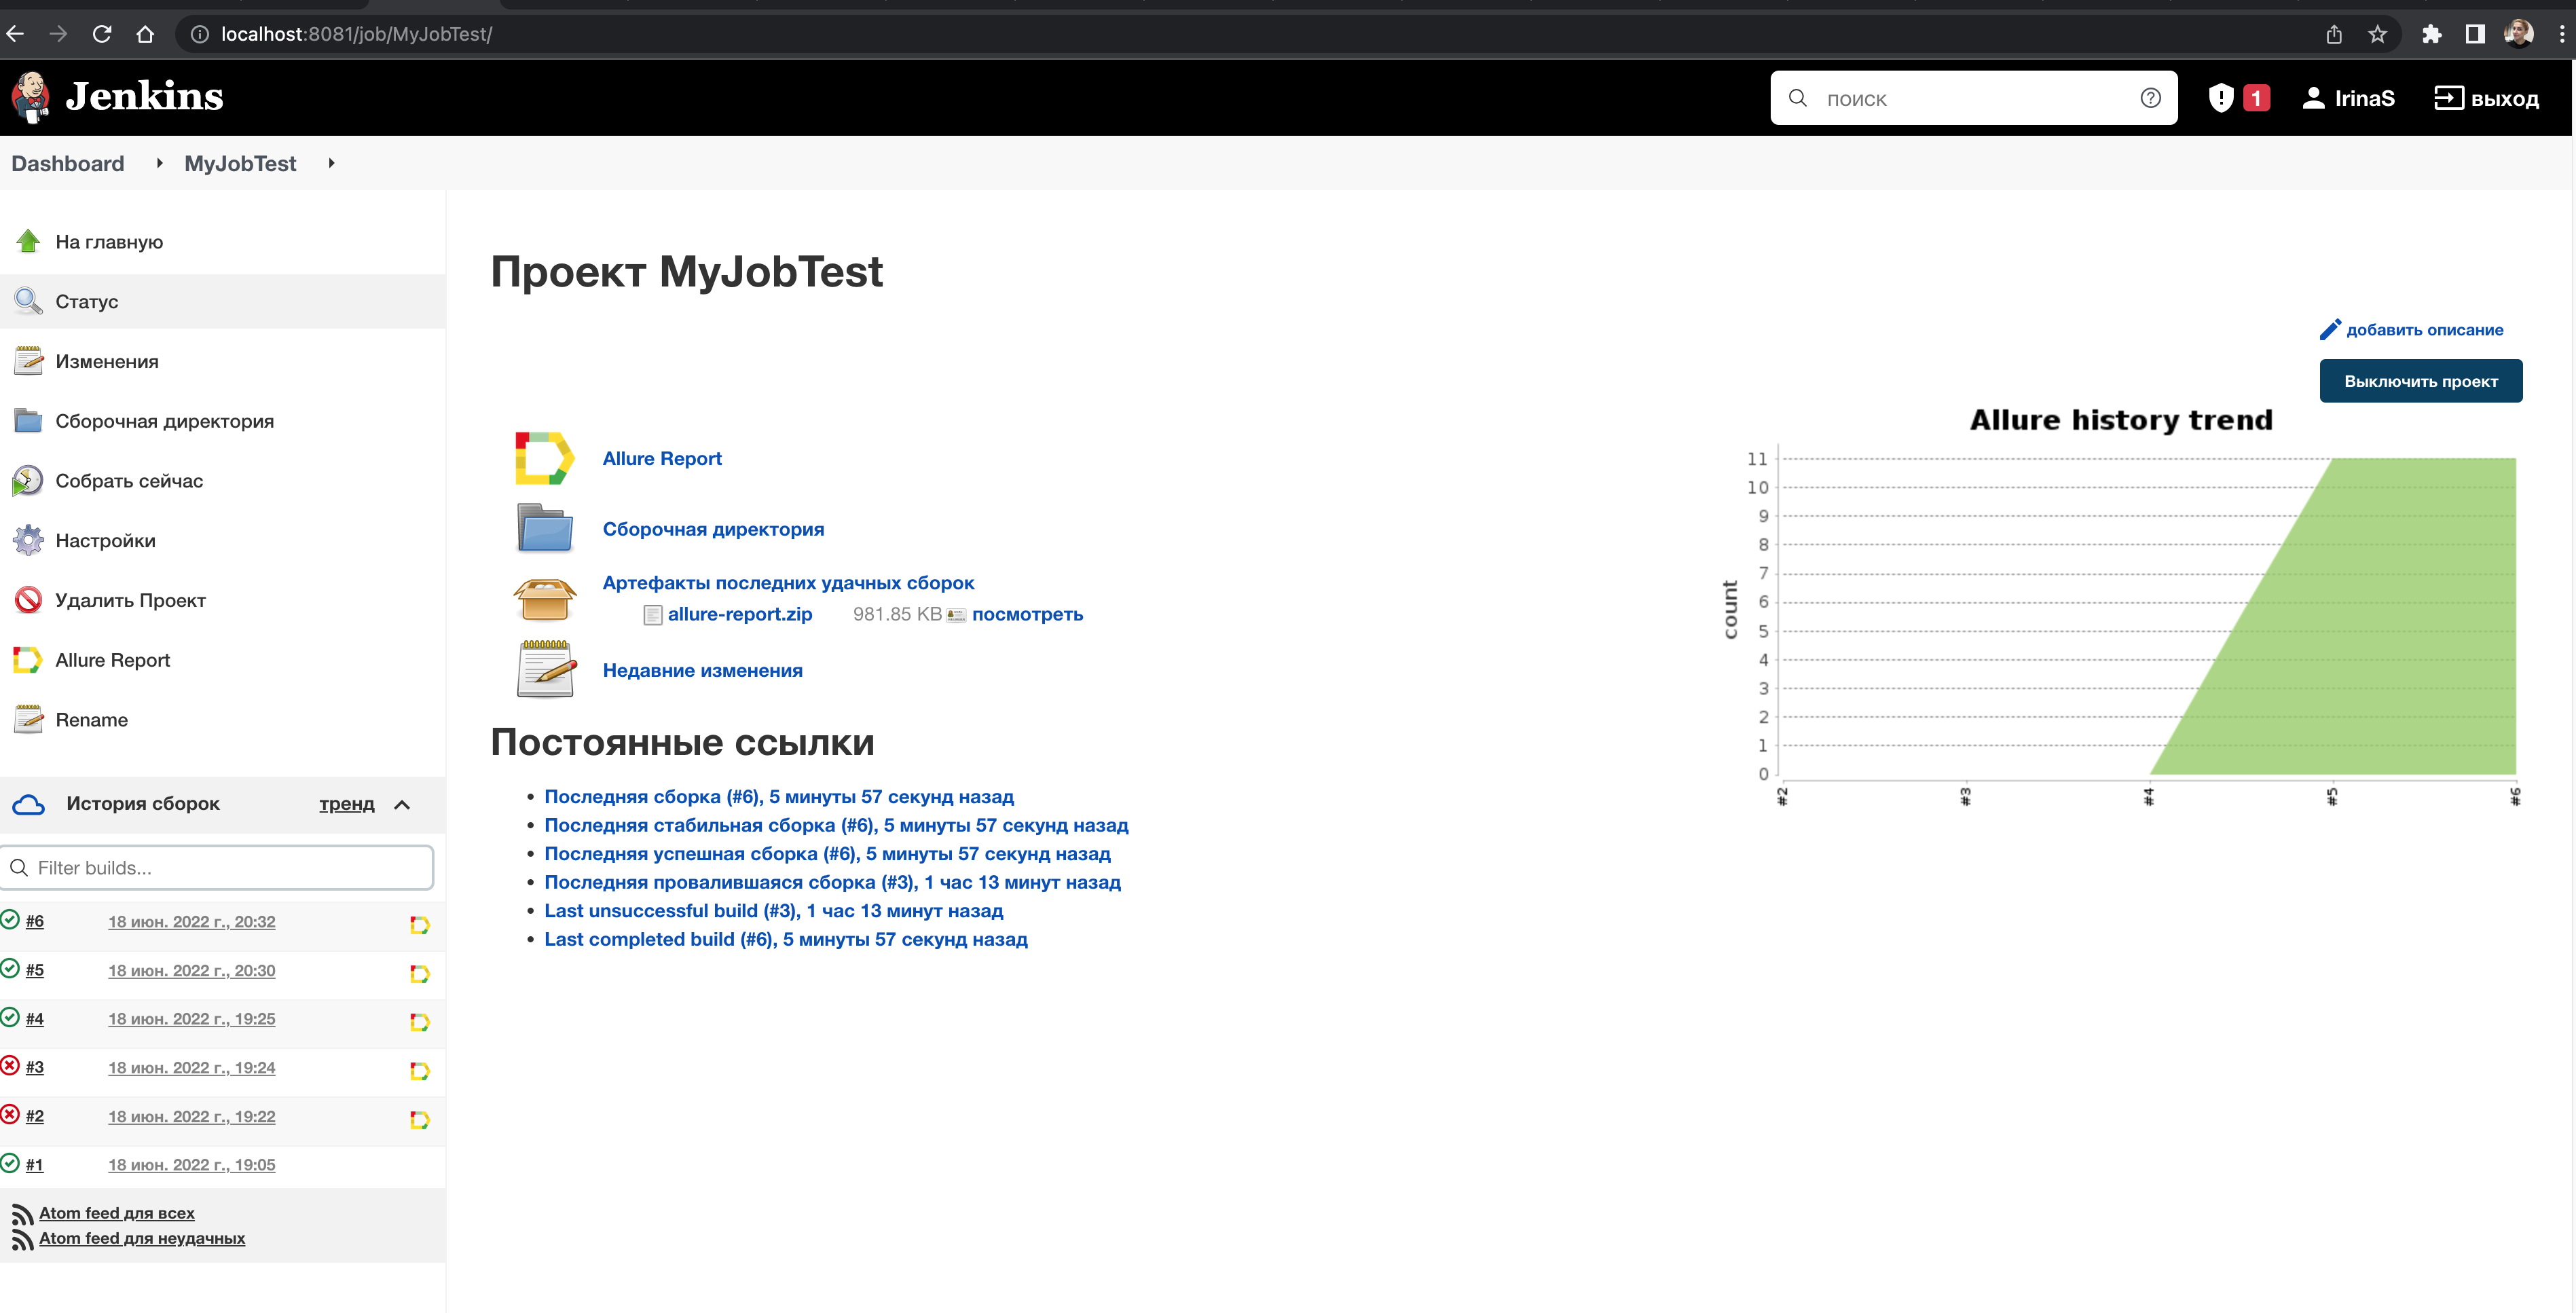 localhost:8081/job/MyJobTest/
Jenkins
поиск
1
IrinaS
выход
Dashboard
MyJobTest
На главную
Статус
Изменения
Сборочная директория
Собрать сейчас
Настройки
Удалить Проект
Allure Report
Rename
История сборок
тренд
Filter builds...
#6 18 июн. 2022 г., 20:32
#5 18 июн. 2022 г., 20:30
#4 18 июн. 2022 г., 19:25
#3 18 июн. 2022 г., 19:24
#2 18 июн. 2022 г., 19:22
#1 18 июн. 2022 г., 19:05
Atom feed для всех
Atom feed для неудачных
Проект MyJobTest
добавить описание
Выключить проект
Allure Report
Сборочная директория
Артефакты последних удачных сборок
allure-report.zip 981.85 KB посмотреть
Недавние изменения
Постоянные ссылки
Последняя сборка (#6), 5 минуты 57 секунд назад
Последняя стабильная сборка (#6), 5 минуты 57 секунд назад
Последняя успешная сборка (#6), 5 минуты 57 секунд назад
Последняя провалившаяся сборка (#3), 1 час 13 минут назад
Last unsuccessful build (#3), 1 час 13 минут назад
Last completed build (#6), 5 минуты 57 секунд назад
Allure history trend
count
11
10
9
8
7
6
5
4
3
2
1
0
#2 #3 #4 #5 #6